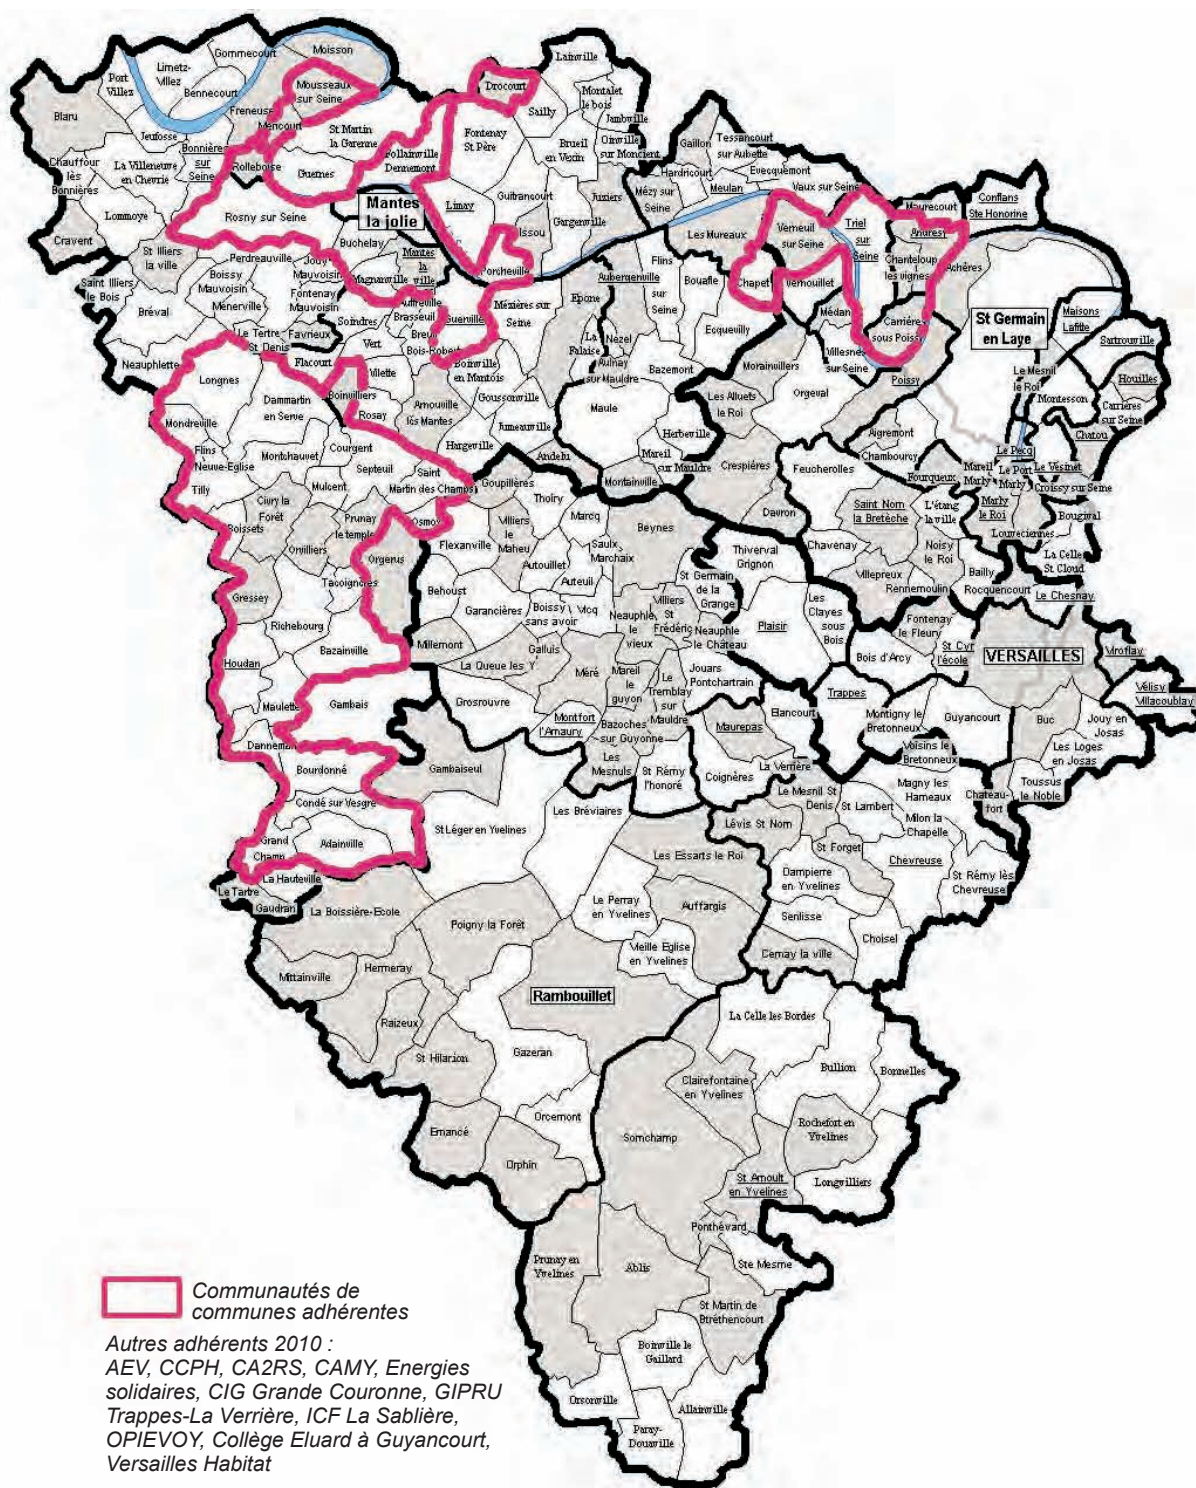 Gommecourt
Moisson
Lainville
Port
Villez
Limetz-
Villez
Bennecourt
Mousseaux
sur Seine
Drocourt
Sailly
Montalet
le bois
Jambville
Blaru
Freneuse
Jeufosse
Méricourt
St Martin
la Garenne
Fontenay
St Père
Brueil
en Vexin
Oinville
sur Moncient
Gaillon
Tessancourt
sur Aubette
Chauffour
lès
Bonnières
La Villeneuve
en Chevrie
Bonnières
sur
Seine
Rolleboise
Guernes
Follainville
Dennemont
Hardricourt
Evecquemont
Mézy sur
Seine
Meulan
Vaux sur Seine
Maurecourt
Conflans
Ste Honorine
Lommoye
Rosny sur Seine
Mantes
la jolie
Limay
Guitrancourt
Juziers
Gargenville
Issou
Les Mureaux
Verneuil
sur Seine
Triel
sur
Seine
Andresy
Chanteloup
les vignes
Achères
Cravent
St Illiers
la ville
Perdreauville
Buchelay
Mantes
la
ville
Magnanville
Porcheville
Aubergenville
Flins
sur
Seine
Bouafle
Chapet
Vernouillet
Saint Illiers
le Bois
Boissy
Mauvoisin
Jouy
Mauvoisin
Bréval
Ménerville
Fontenay
Mauvoisin
Soindres
Auffreville
Brasseuil
Guerville
Mézières sur
Seine
Epone
Ecquevilly
Médan
Carrières
sous Poissy
St Germain
en Laye
Maisons
Lafitte
Sartrouville
Neauphlette
Le Tertre
St Denis
Favrieux
Vert
Breuil
Bois-Robert
La
Falaise
Nezel
Aulnay
sur Mauldre
Bazemont
Morainvilliers
Villesnes
sur Seine
Poissy
Le Mesnil
le Roi
Houilles
Longnes
Flacourt
Villette
Boinville
en Mantois
Orgeval
Montesson
Carrières
sur Seine
Boinvilliers
Rosay
Arnouville
lès Mantes
Goussonville
Jumeauville
Maule
Les Alluets
le Roi
Aigremont
Chambourcy
Chatou
Dammartin
en Serve
Mondreville
Herbeville
Mareil
sur Mauldre
Crespières
Feucherolles
Fourqueux
Mareil
Marly
Le Pecq
Le Port
Marly
Le Vésinet
Croissy sur Seine
Flins
Neuve-Eglise
Montchauvet
Courgent
Septeuil
Hargeville
Andelu
Montainville
Tilly
Mulcent
Saint
Martin des Champs
Goupillères
Thoiry
Marcq
Beynes
Davron
Saint Nom
la Bretèche
L'étang
la ville
Marly
le Roi
Louveciennes
Bougival
Civry la
Forêt
Boissets
Prunay
le temple
Osmoy
Flexanville
Villiers
le
Maheu
Saulx
Marchaix
Thiverval
Grignon
Chavenay
Noisy
le Roi
La Celle
St Cloud
Orvilliers
Orgerus
Autouillet
Auteuil
St Germain
de la
Grange
Villepreux
Rennemoulin
Bailly
Rocquencourt
Le Chesnay
Gressey
Tacoignières
Behoust
Garancières
Boissy
sans avoir
Vicq
Neauphle
le
vieux
Villiers
St
Frédéric
Neauphle
le Château
Les
Clayes
sous
Bois
Plaisir
Fontenay
le Fleury
St Cyr
l'école
VERSAILLES
Viroflay
Richebourg
Bazainville
Millemont
La Queue les Y
Galluis
Méré
Mareil
le
guyon
Le
Tremblay
sur
Mauldre
Jouars
Pontchartrain
Bois d'Arcy
Houdan
Trappes
Vélisy
Villacoublay
Maulette
Gambais
Grosrouvre
Montfort
l'Amaury
Bazoches
sur Guyonne
Maurepas
Elancourt
Montigny le
Bretonneux
Guyancourt
Buc
Jouy en
Josas
Dannemarie
Gambaiseul
Les
Mesnuls
St Rémy
l'honoré
Coignères
La Verrière
Voisins le
Bretonneux
Les Loges
en Josas
Bourdonné
Le Mesnil St
Denis
Magny les
Hameaux
Chateau-
fort
Toussus
le Noble
Condé sur Vesgre
St Léger en Yvelines
Les Bréviaires
Lévis St Nom
St Lambert
Milon la
Chapelle
Grand
Champ
Adainville
Les Essarts le Roi
St Forget
Chevreuse
La Hauteville
Dampierre
en Yvelines
St Rémy lès
Chevreuse
Le Tartre
Gaudran
La Boissière-Ecole
Poigny la Forêt
Le Perray
en Yvelines
Auffargis
Senlisse
Choisel
Mittainville
Hermeray
Vieille Eglise
en Yvelines
Cernay la ville
Rambouillet
Raizeux
La Celle les Bordes
St Hilarion
Gazeran
Clairefontaine
en Yvelines
Bullion
Bonnelles
Emancé
Orcemont
Somchamp
Rochefort en
Yvelines
Orphin
St Arnoult
en Yvelines
Longvilliers
Ponthévard
Prunay en
Yvelines
Ablis
Ste Mesme
St Martin de
Btréthencourt
Boinville le
Gaillard
Orsonville
Allainville
Paray-
Douaville
Communautés de
communes adhérentes
Autres adhérents 2010 :
AEV, CCPH, CA2RS, CAMY, Energies
solidaires, CIG Grande Couronne, GIPRU
Trappes-La Verrière, ICF La Sablière,
OPIEVOY, Collège Eluard à Guyancourt,
Versailles Habitat